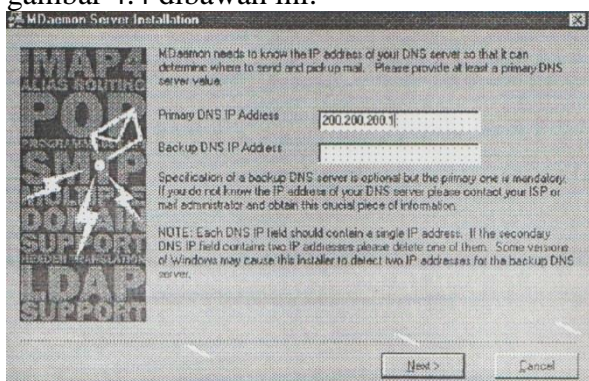 gambar 4.4 dibawah ini:
MDaemon Server Installation
IMAP4
ALIAS ROUTING
POP
SMTP
MULTIPLE
DOMAIN
SUPPORT
HEADER TRANSLATION
LDAP
SUPPORT
MDaemon needs to know the IP address of your DNS server so that it can
determine where to send and pick up mail. Please provide at least a primary DNS
server value.
Primary DNS IP Address
200.200.200.1
Backup DNS IP Address
Specification of a backup DNS server is optional but the primary one is mandatory.
If you do not know the IP address of your DNS server please contact your ISP or
mail administrator and obtain this crucial piece of information.
NOTE: Each DNS IP field should contain a single IP address. If the secondary
DNS IP field contains two IP addresses please delete one of them. Some versions
of Windows may cause this installer to detect two IP addresses for the backup DNS
server.
Next >
Cancel